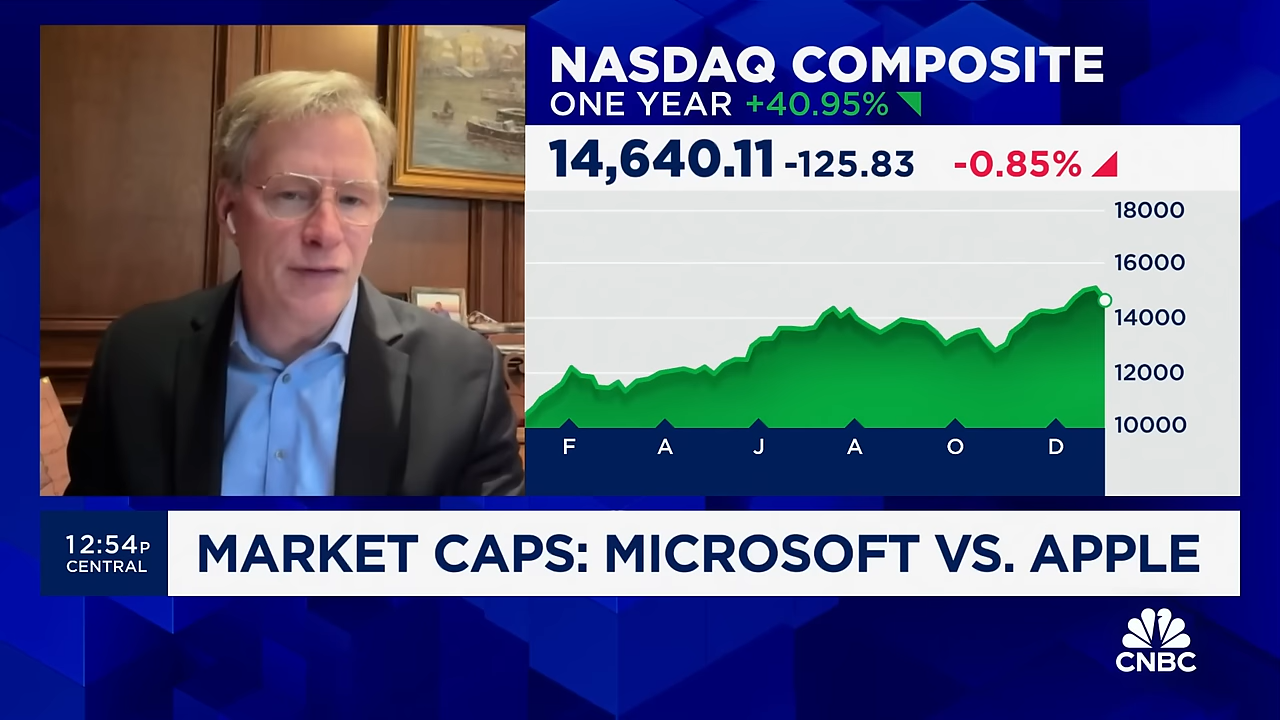 NASDAQ COMPOSITE
ONE YEAR +40.95%
14,640.11 -125.83 -0.85%
18000
16000
14000
12000
10000
F A J A O D
12:54P
CENTRAL
MARKET CAPS: MICROSOFT VS. APPLE
CNBC